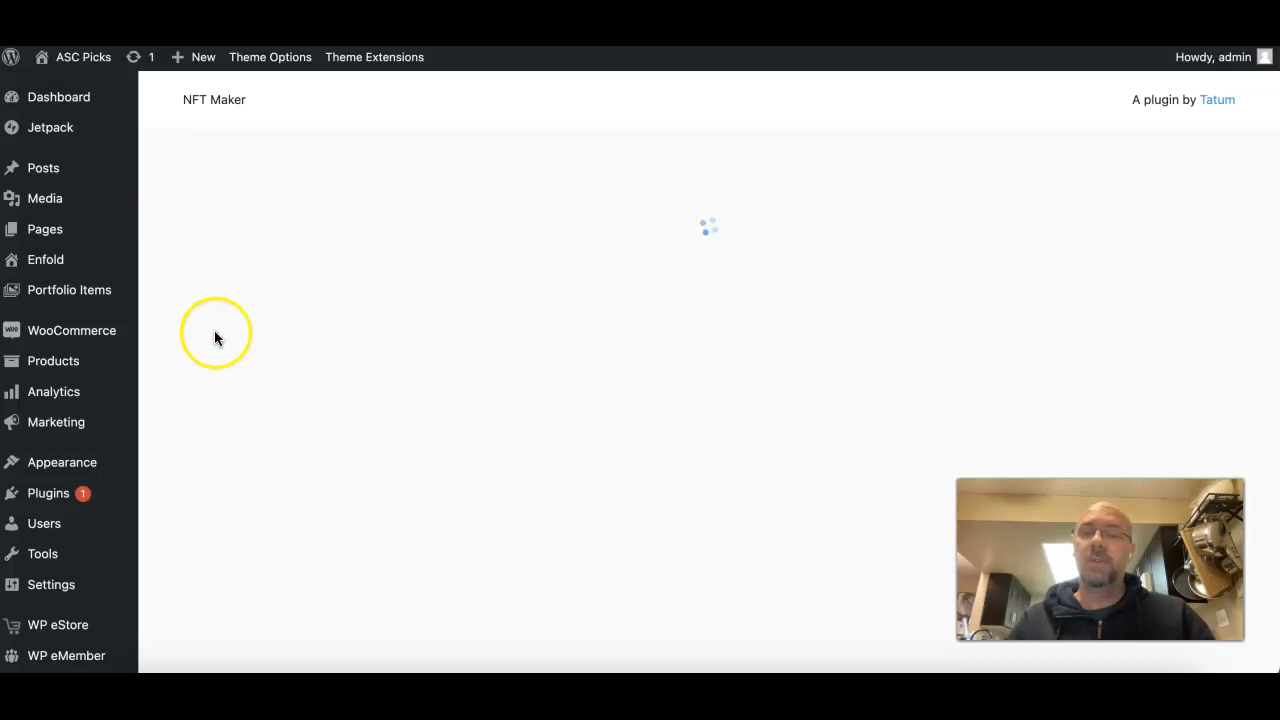 ASC Picks 1 New Theme Options Theme Extensions Howdy, admin
NFT Maker A plugin by Tatum
Dashboard
Jetpack
Posts
Media
Pages
Enfold
Portfolio Items
WooCommerce
Products
Analytics
Marketing
Appearance
Plugins 1
Users
Tools
Settings
WP eStore
WP eMember